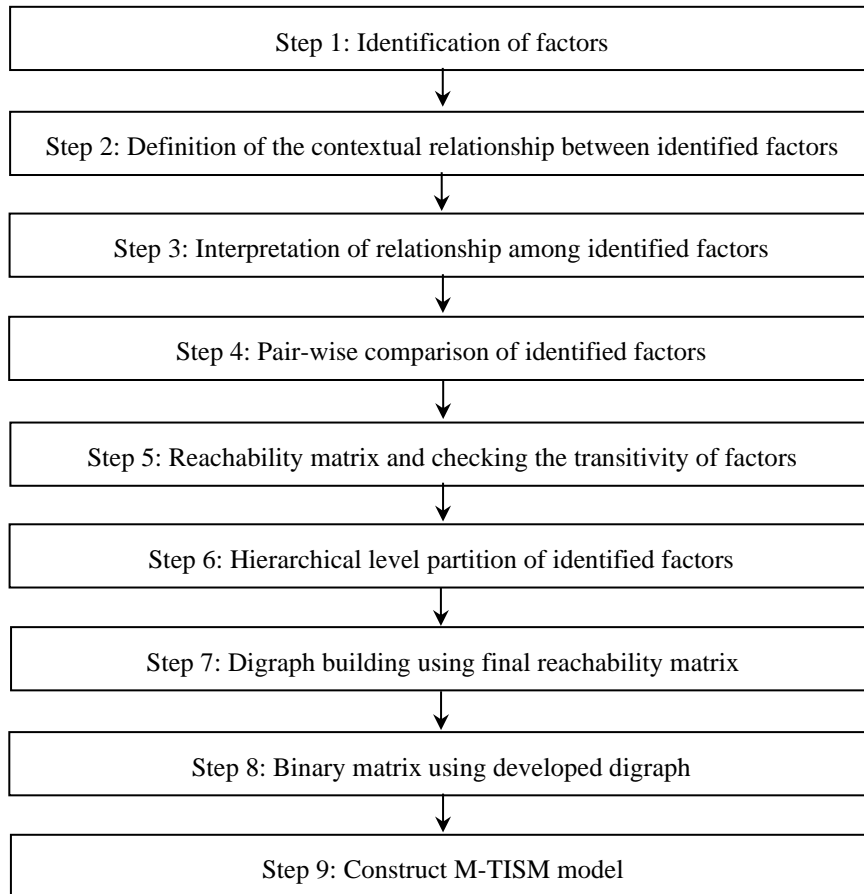 Step 1: Identification of factors
Step 2: Definition of the contextual relationship between identified factors
Step 3: Interpretation of relationship among identified factors
Step 4: Pair-wise comparison of identified factors
Step 5: Reachability matrix and checking the transitivity of factors
Step 6: Hierarchical level partition of identified factors
Step 7: Digraph building using final reachability matrix
Step 8: Binary matrix using developed digraph
Step 9: Construct M-TISM model